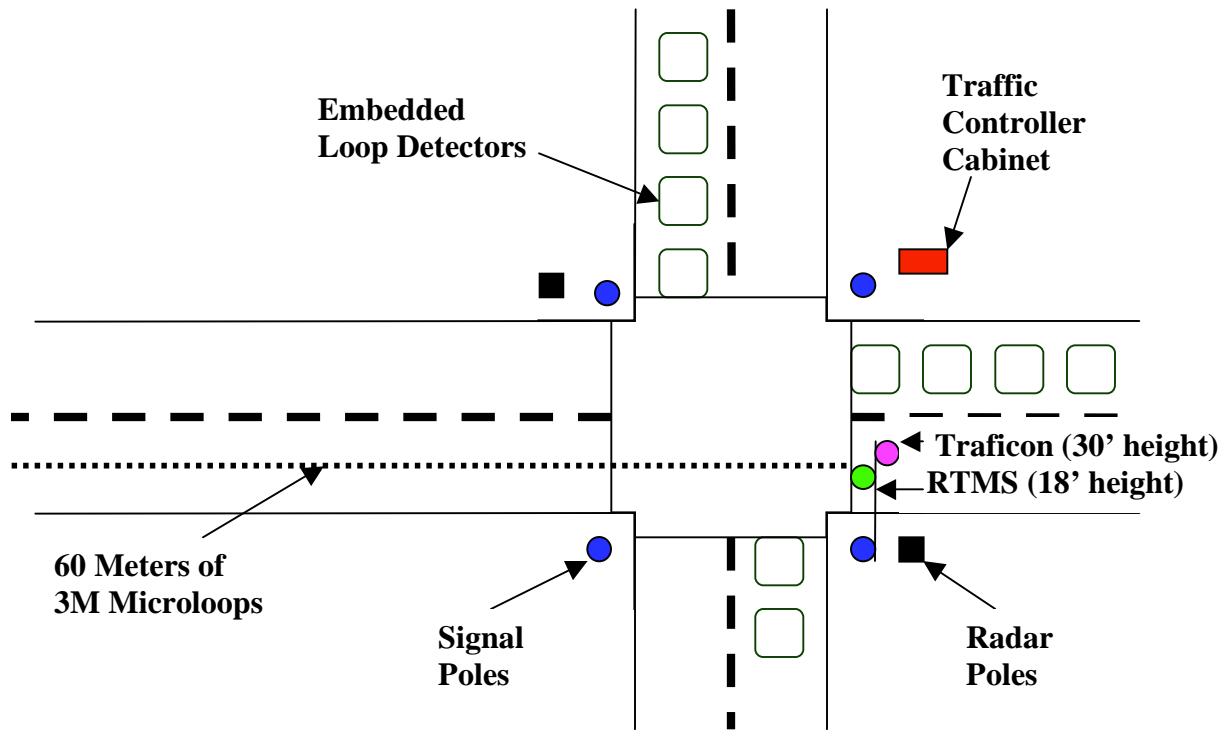 Embedded
Loop Detectors
Traffic
Controller
Cabinet
Traficon (30’ height)
RTMS (18’ height)
60 Meters of
3M Microloops
Signal
Poles
Radar
Poles